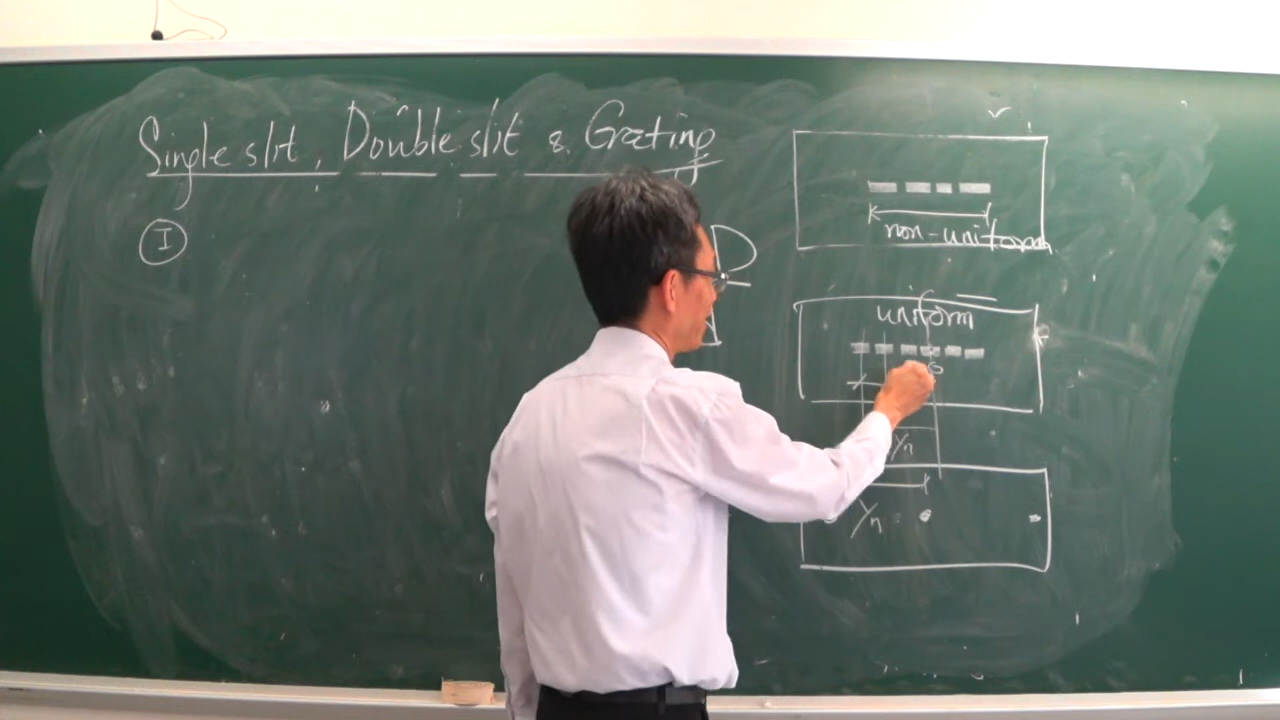 Single slit, Double slit & Grating
I
non-uniform
uniform
yn
yn